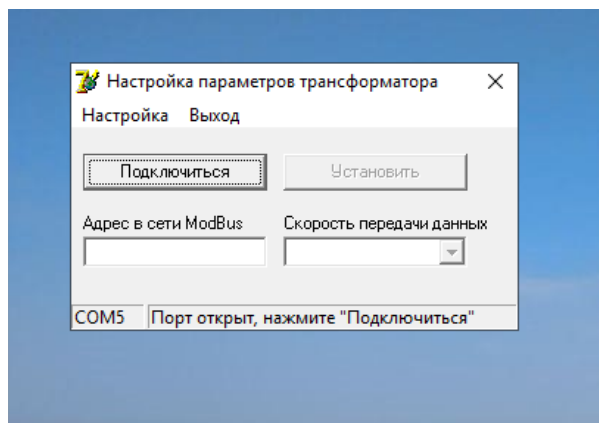 Настройка параметров трансформатора
Настройка Выход
Подключиться Установить
Адрес в сети ModBus Скорость передачи данных
COM5 Порт открыт, нажмите "Подключиться"